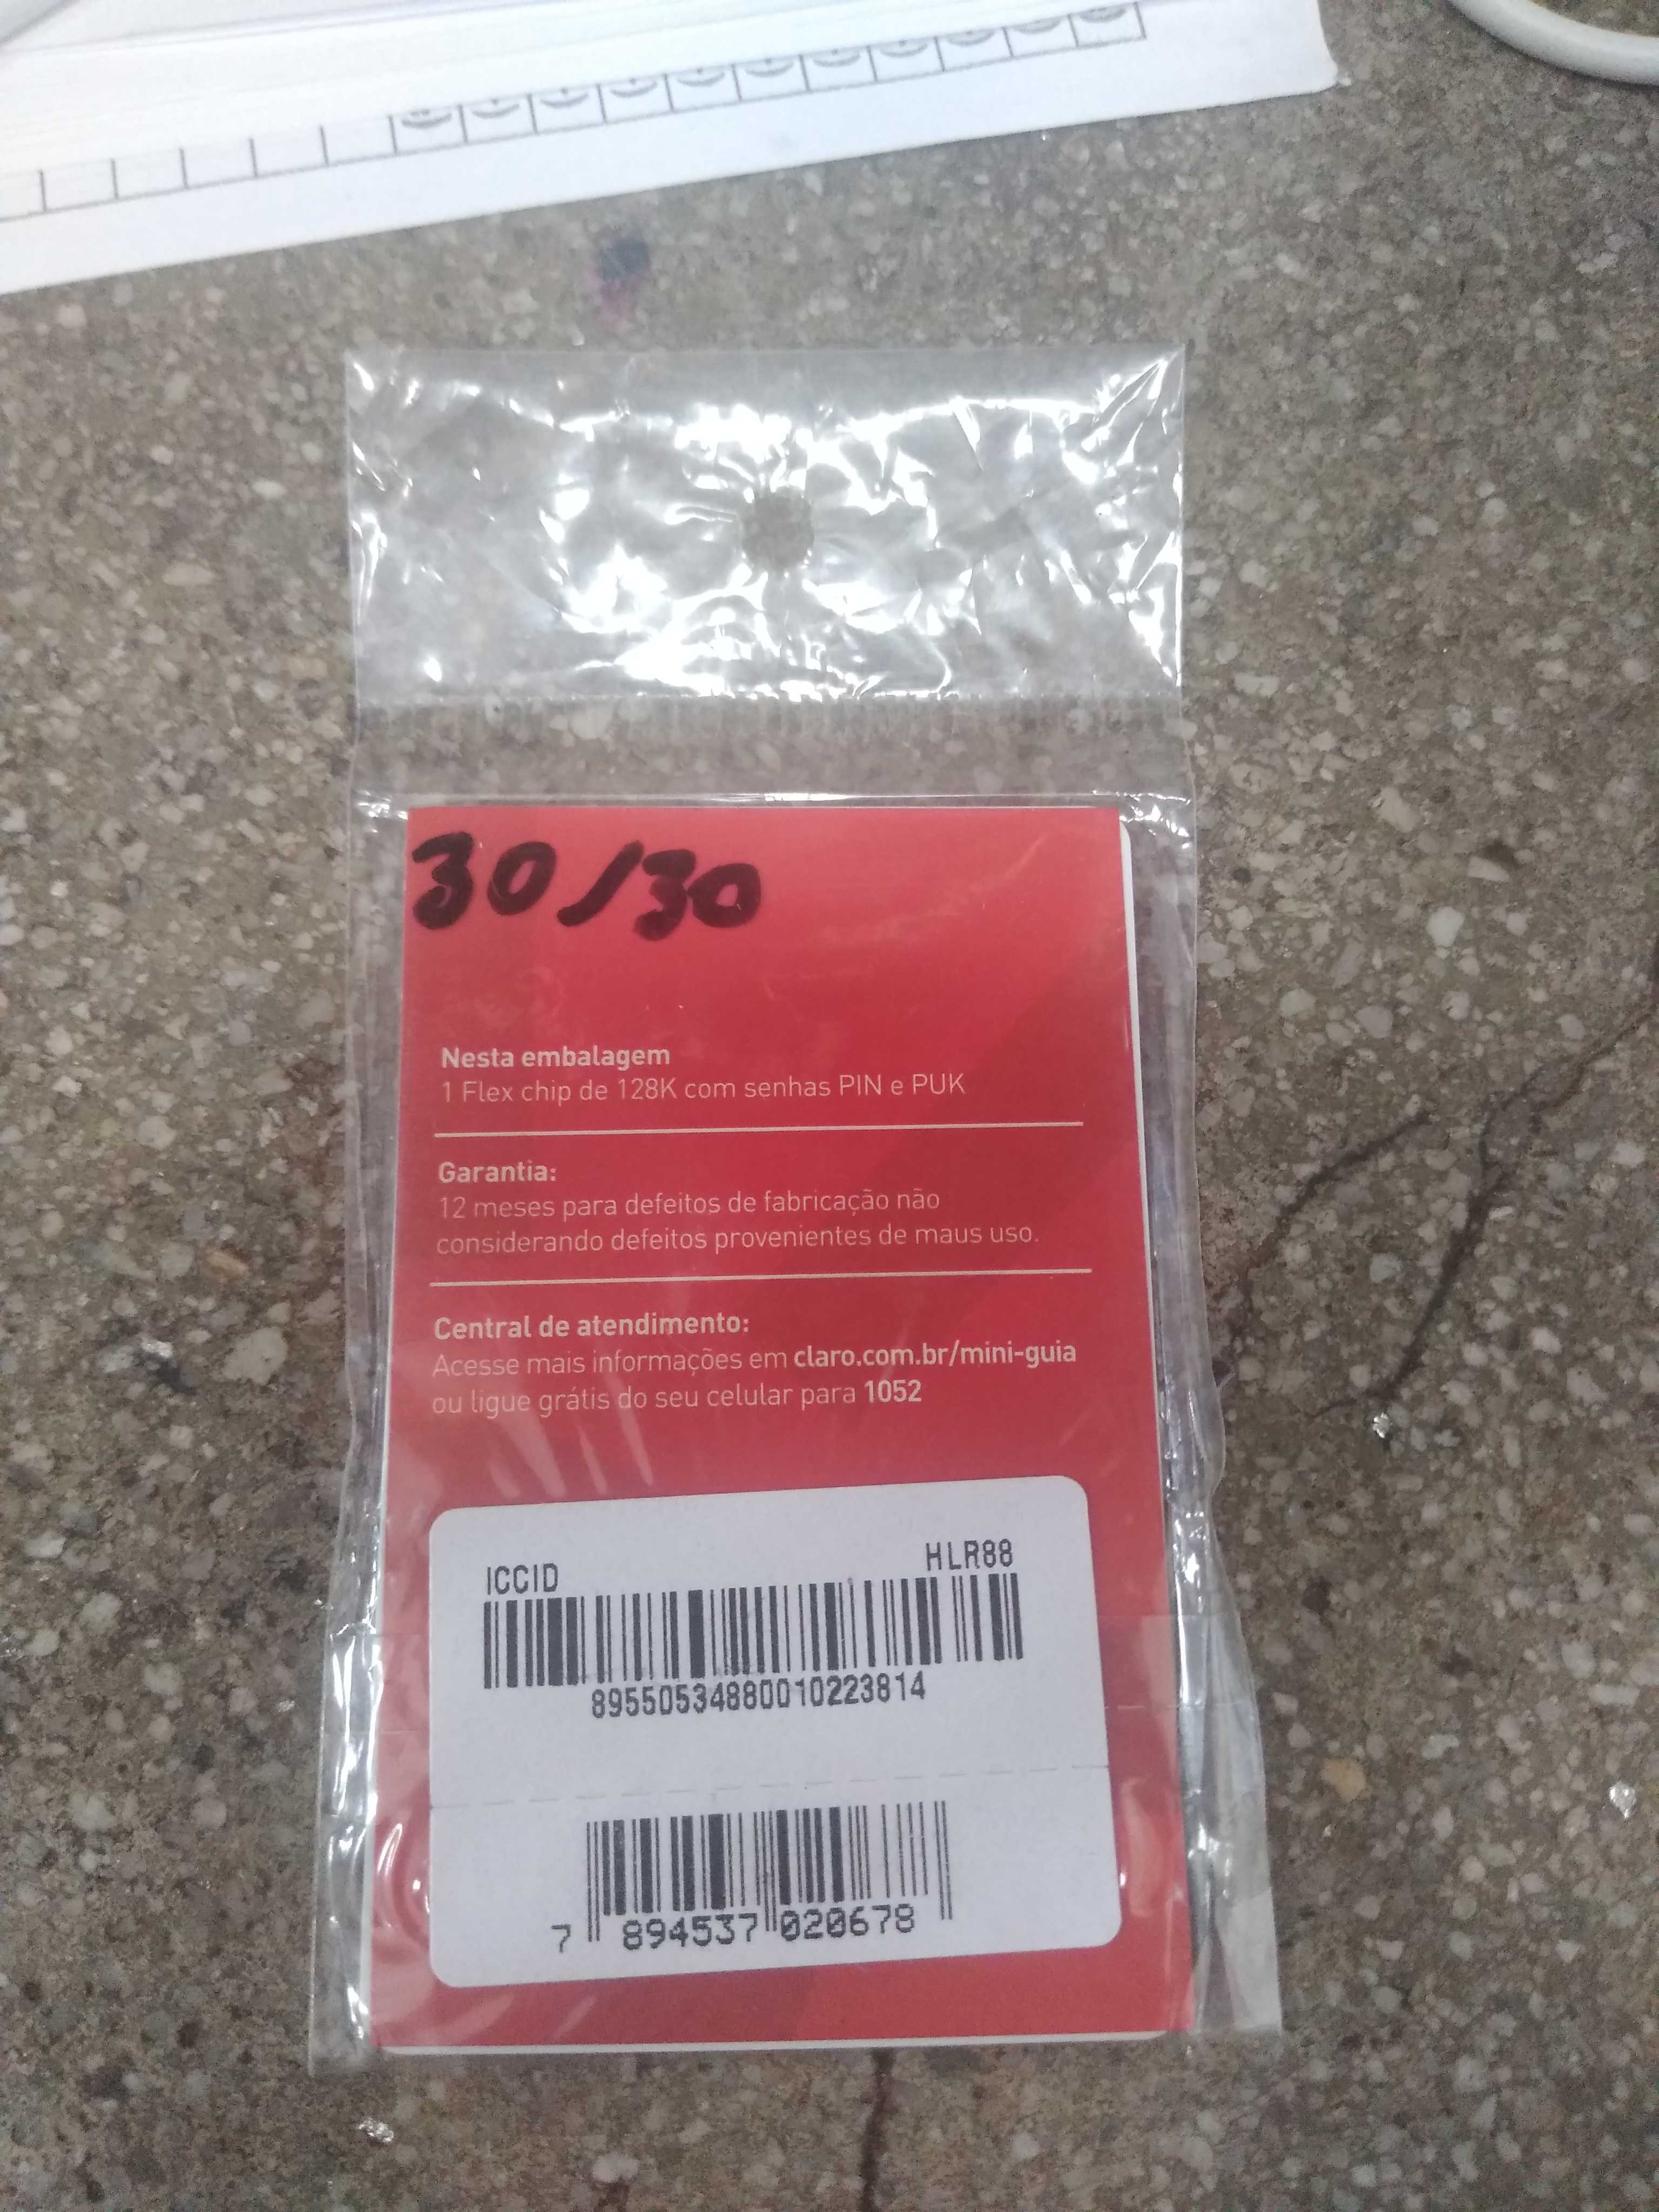 30/30
Nesta embalagem
1 Flex chip de 128K com senhas PIN e PUK
Garantia:
12 meses para defeitos de fabricação não
considerando defeitos provenientes de maus uso.
Central de atendimento:
Acesse mais informações em claro.com.br/mini-guia
ou ligue grátis do seu celular para 1052
ICCID HLR88
89550534880010223814
7 894537 020678